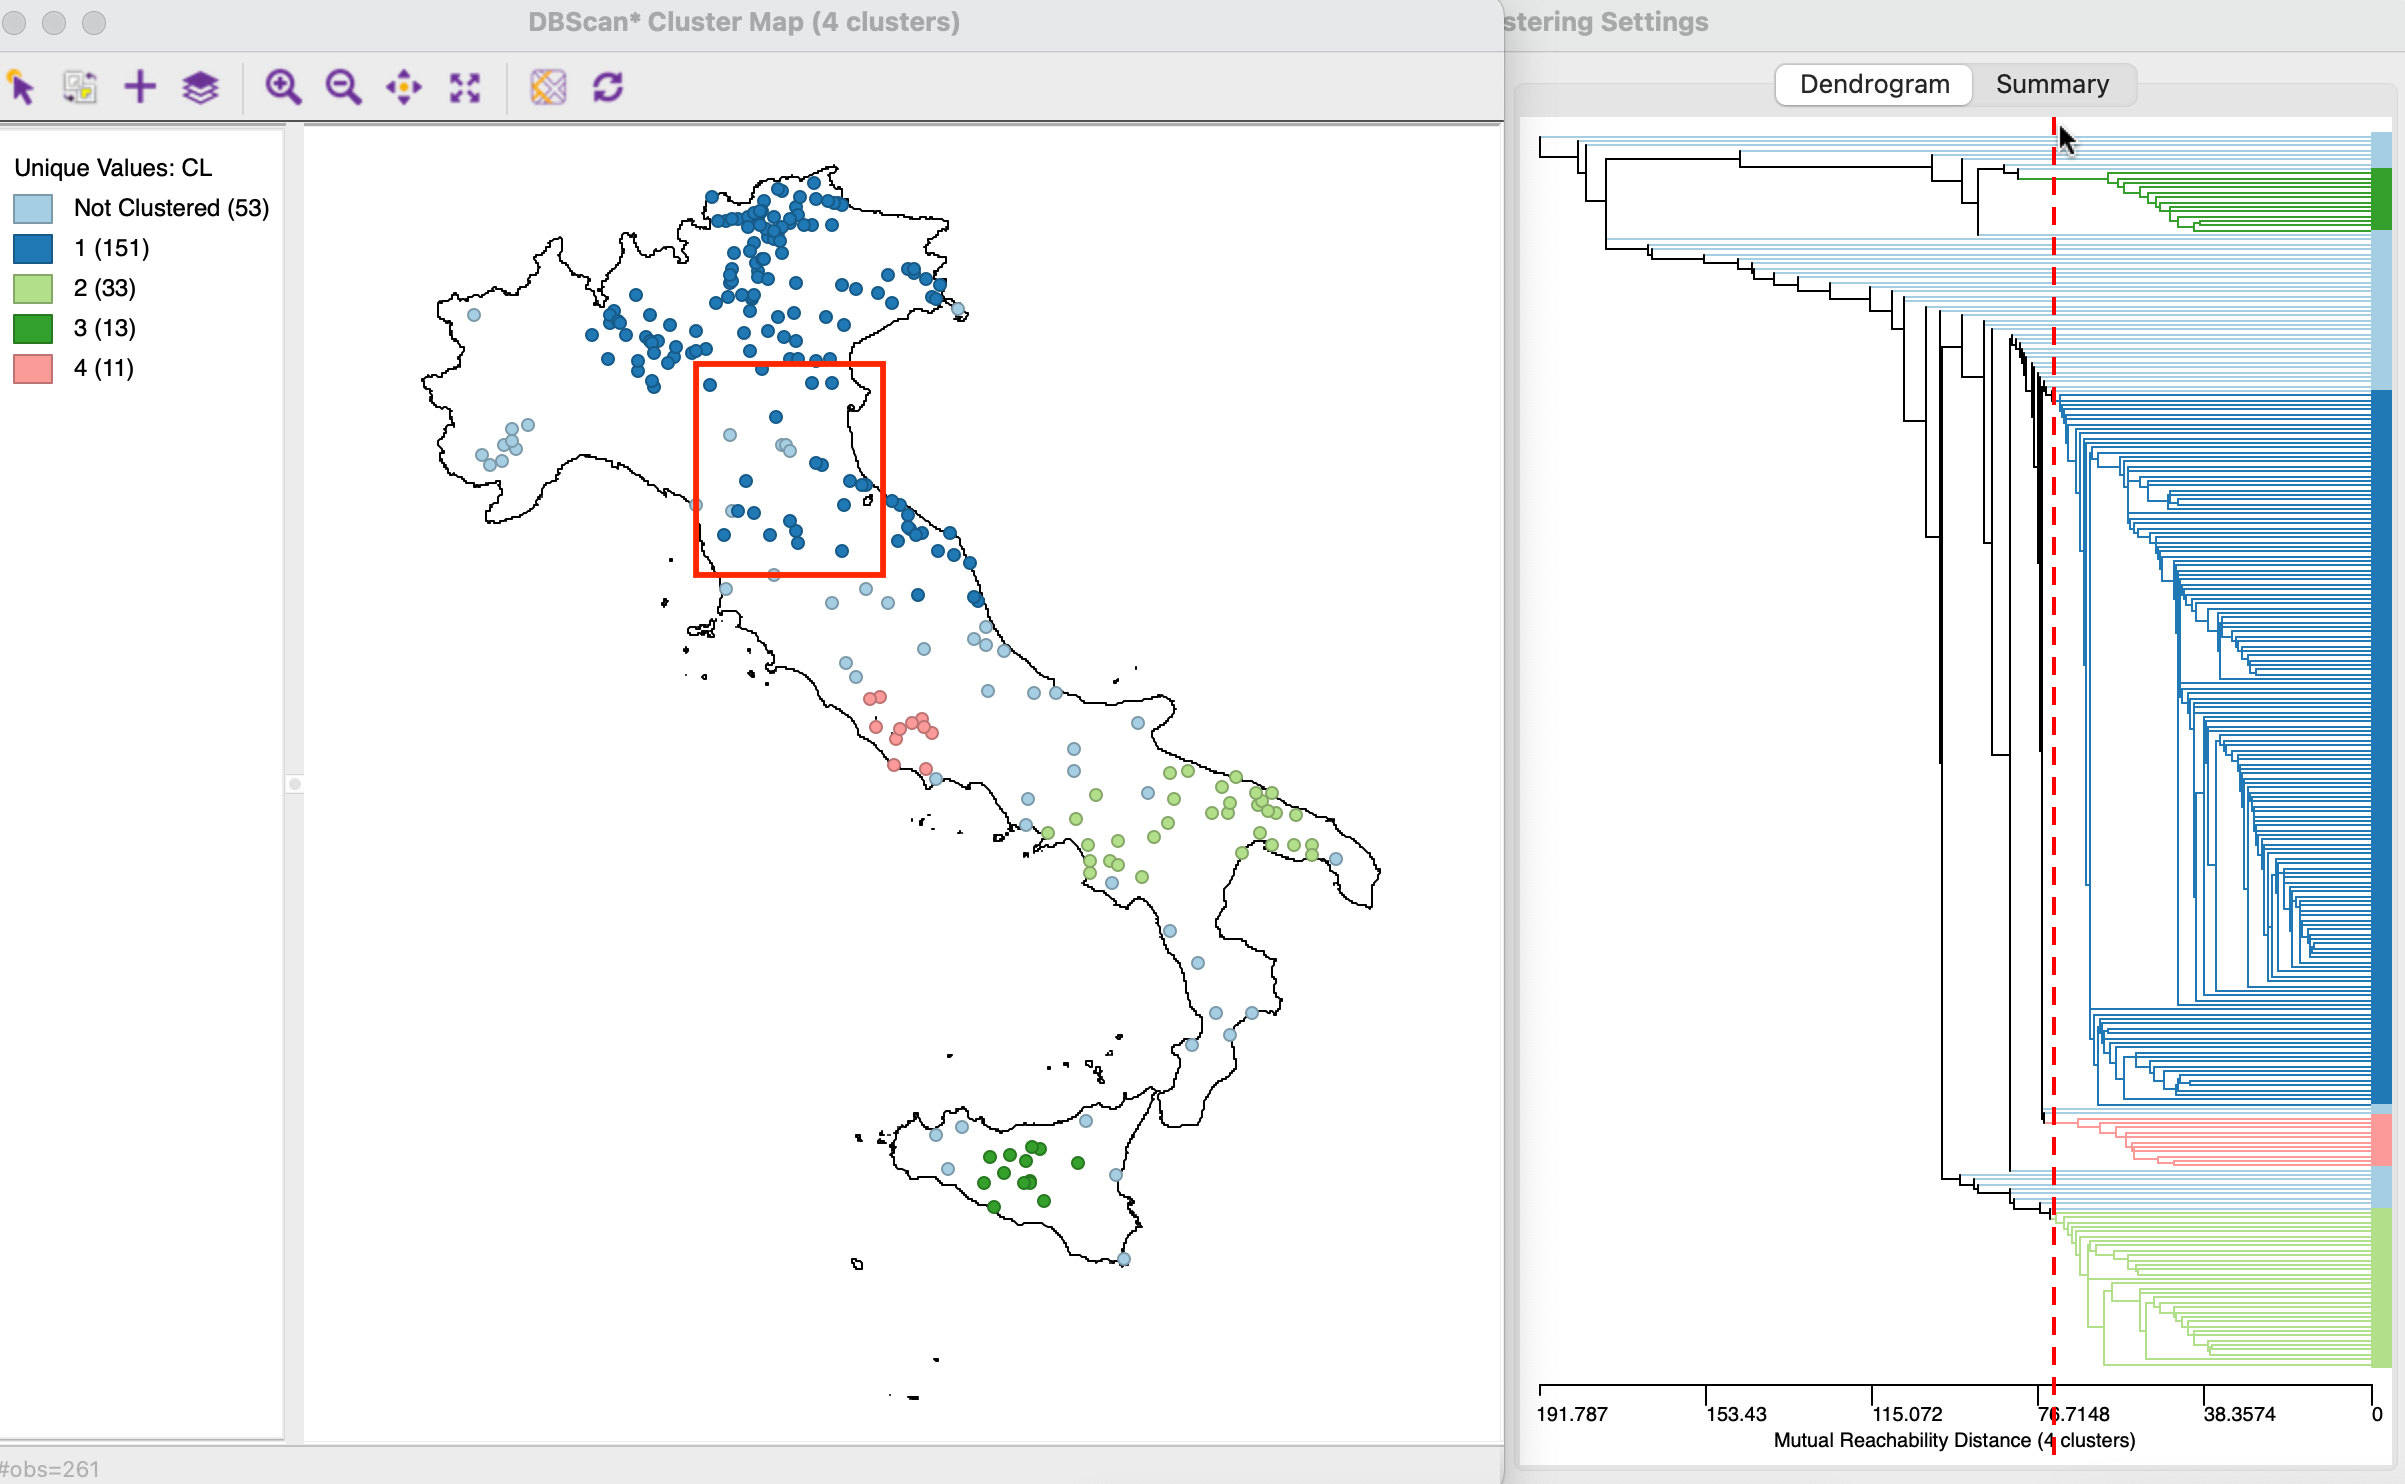 DBScan* Cluster Map (4 clusters)
stering Settings
Dendrogram
Summary
Unique Values: CL
Not Clustered (53)
1 (151)
2 (33)
3 (13)
4 (11)
191.787
153.43
115.072
76.7148
38.3574
0
Mutual Reachability Distance (4 clusters)
#obs=261